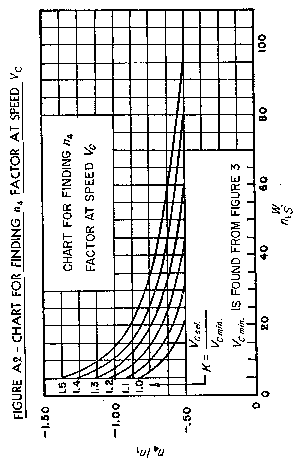 FIGURE A2 - CHART FOR FINDING n4 FACTOR AT SPEED VC
-1.50
-1.00
-.50
0
n4/n1
1.5
1.4
1.3
1.2
1.1
1.0
CHART FOR FINDING n4
FACTOR AT SPEED VC
K = VC sel. / VC min.
VC min. IS FOUND FROM FIGURE 3
0
20
40
60
80
100
n1 W/S